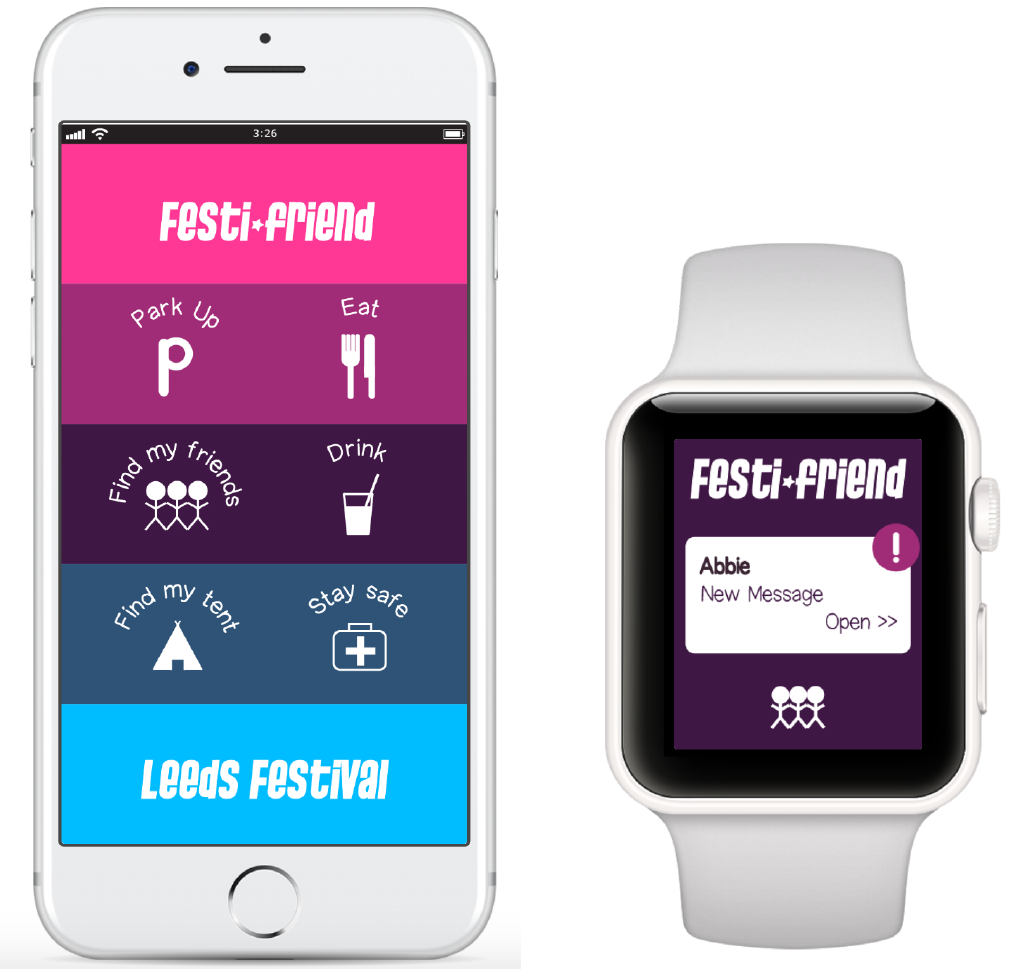 3:26
Festi★friend
Park Up
Eat
P
Find my friends
Drink
Find my tent
Stay safe
Leeds Festival
Festi★friend
!
Abbie
New Message
Open >>